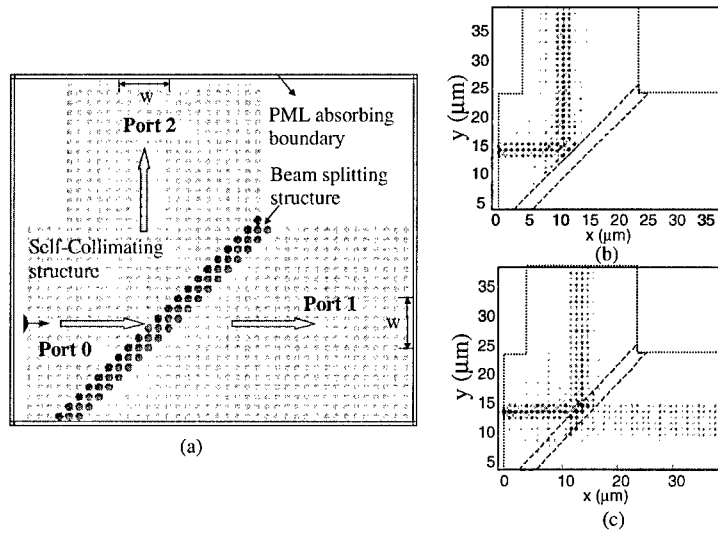 w
Port 2
PML absorbing
boundary
Beam splitting
structure
Self-Collimating
structure
Port 1
w
Port 0
(a)
y (μm)
35
30
25
20
15
10
5
0 5 10 15 20 25 30 35
x (μm)
(b)
y (μm)
35
30
25
20
15
10
5
0 10 20 30
x (μm)
(c)